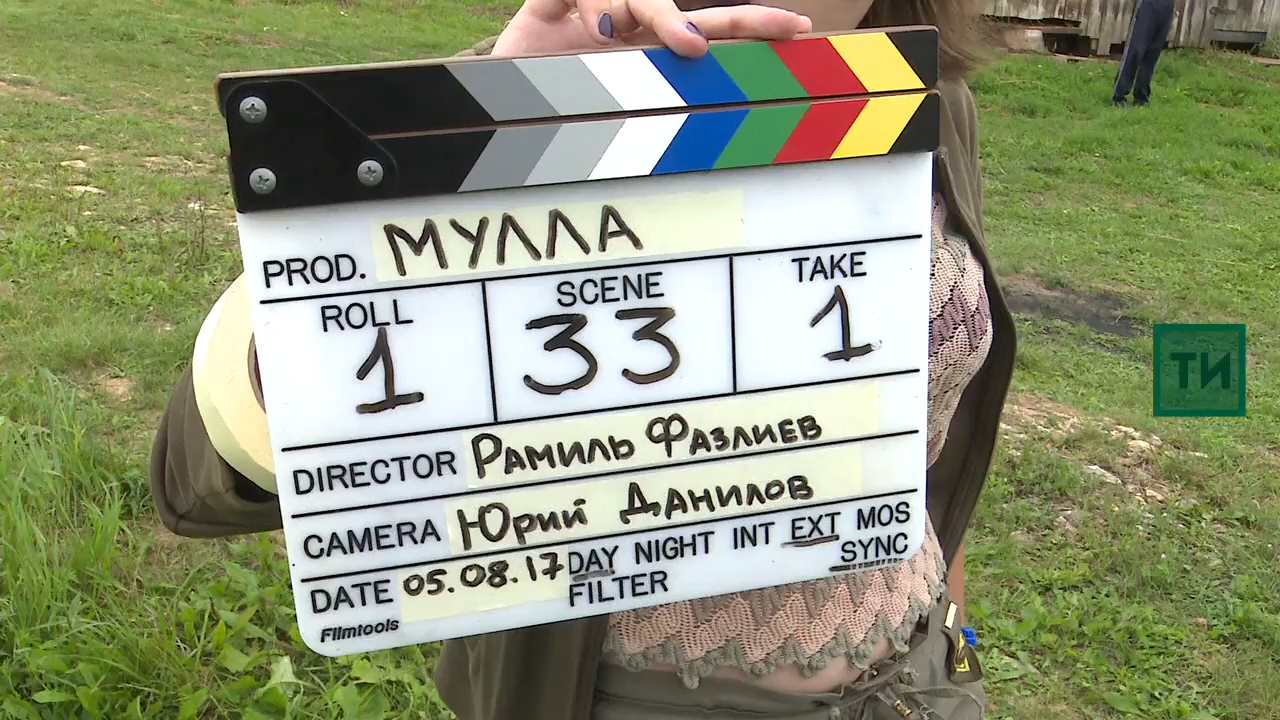 PROD. МУЛЛА
ROLL SCENE TAKE
1 33 1
DIRECTOR Рамиль Фазлиев
CAMERA Юрий Данилов
DATE 05.08.17 DAY NIGHT INT EXT MOS
FILTER SYNC
Filmtools
ТИ